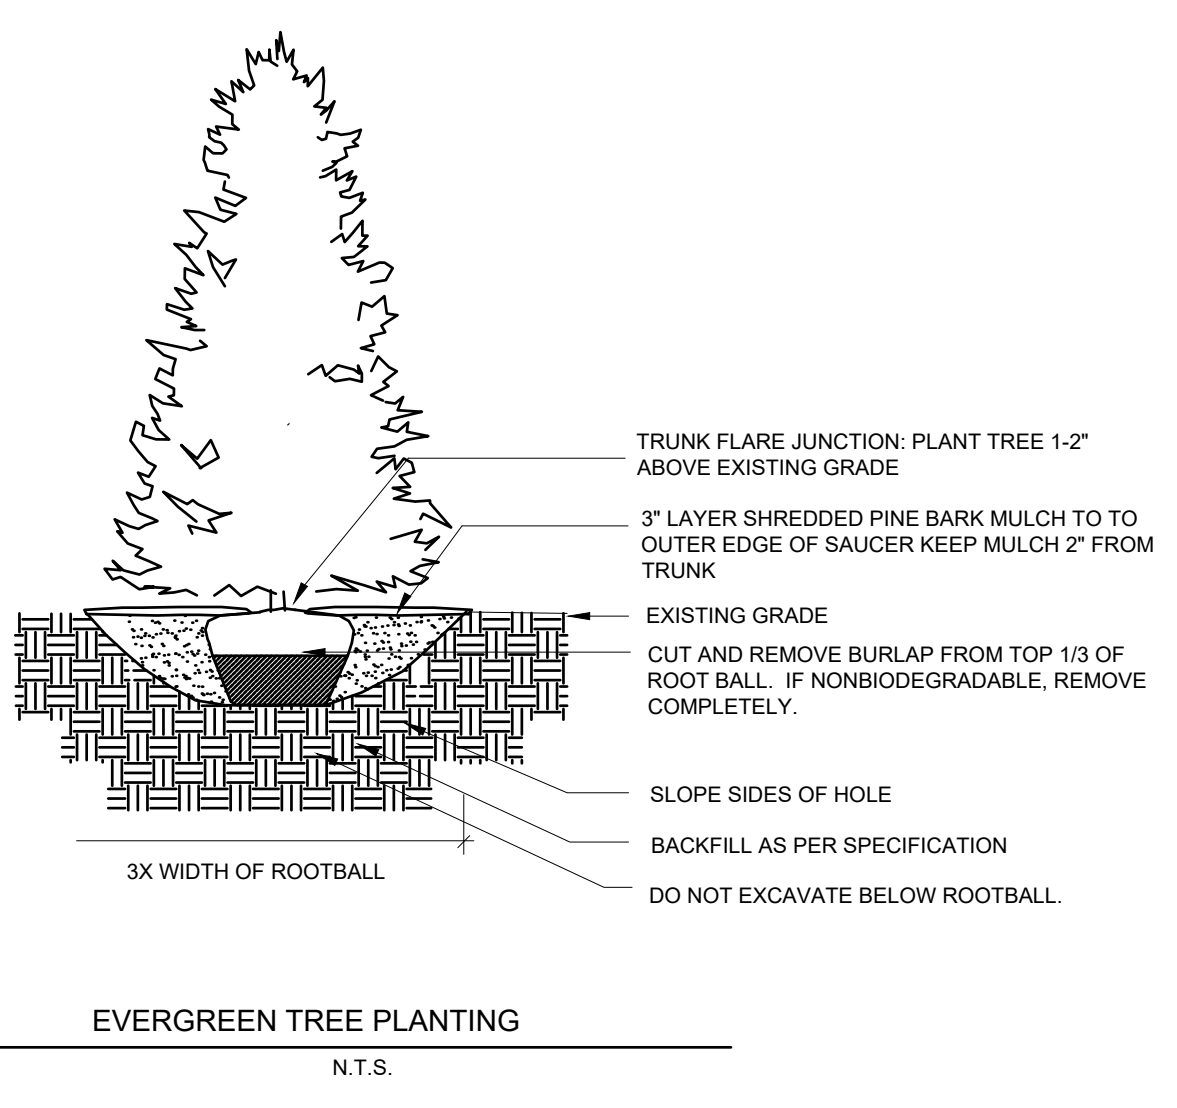 TRUNK FLARE JUNCTION: PLANT TREE 1-2"
ABOVE EXISTING GRADE
3" LAYER SHREDDED PINE BARK MULCH TO TO
OUTER EDGE OF SAUCER KEEP MULCH 2" FROM
TRUNK
EXISTING GRADE
CUT AND REMOVE BURLAP FROM TOP 1/3 OF
ROOT BALL. IF NONBIODEGRADABLE, REMOVE
COMPLETELY.
SLOPE SIDES OF HOLE
BACKFILL AS PER SPECIFICATION
3X WIDTH OF ROOTBALL
DO NOT EXCAVATE BELOW ROOTBALL.
EVERGREEN TREE PLANTING
N.T.S.